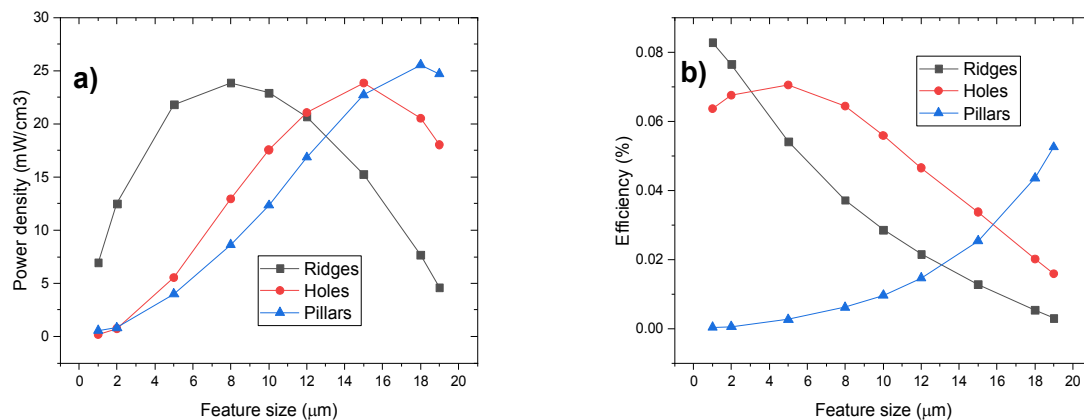 a)
Power density (mW/cm3)
30
25
20
15
10
5
0
Ridges
Holes
Pillars
0 2 4 6 8 10 12 14 16 18 20
Feature size (μm)
b)
Efficiency (%)
0.08
0.06
0.04
0.02
0.00
Ridges
Holes
Pillars
0 2 4 6 8 10 12 14 16 18 20
Feature size (μm)